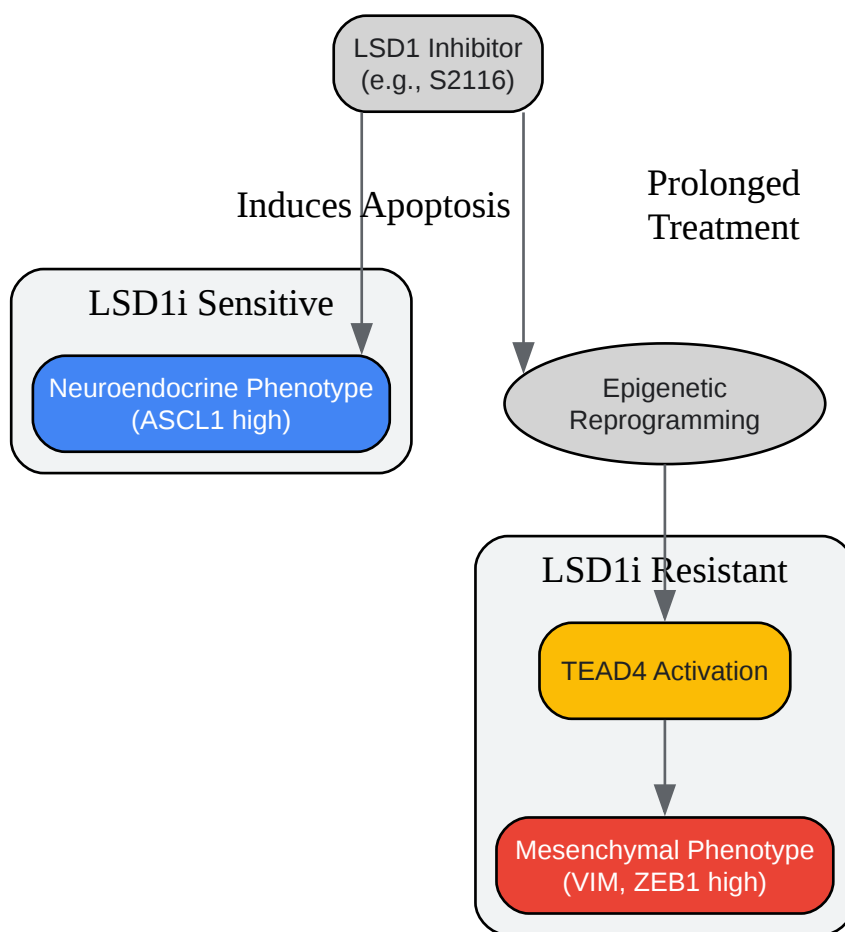 LSD1 Inhibitor
(e.g., S2116)
Induces Apoptosis
Prolonged
Treatment
LSD1i Sensitive
Neuroendocrine Phenotype
(ASCL1 high)
Epigenetic
Reprogramming
LSD1i Resistant
TEAD4 Activation
Mesenchymal Phenotype
(VIM, ZEB1 high)